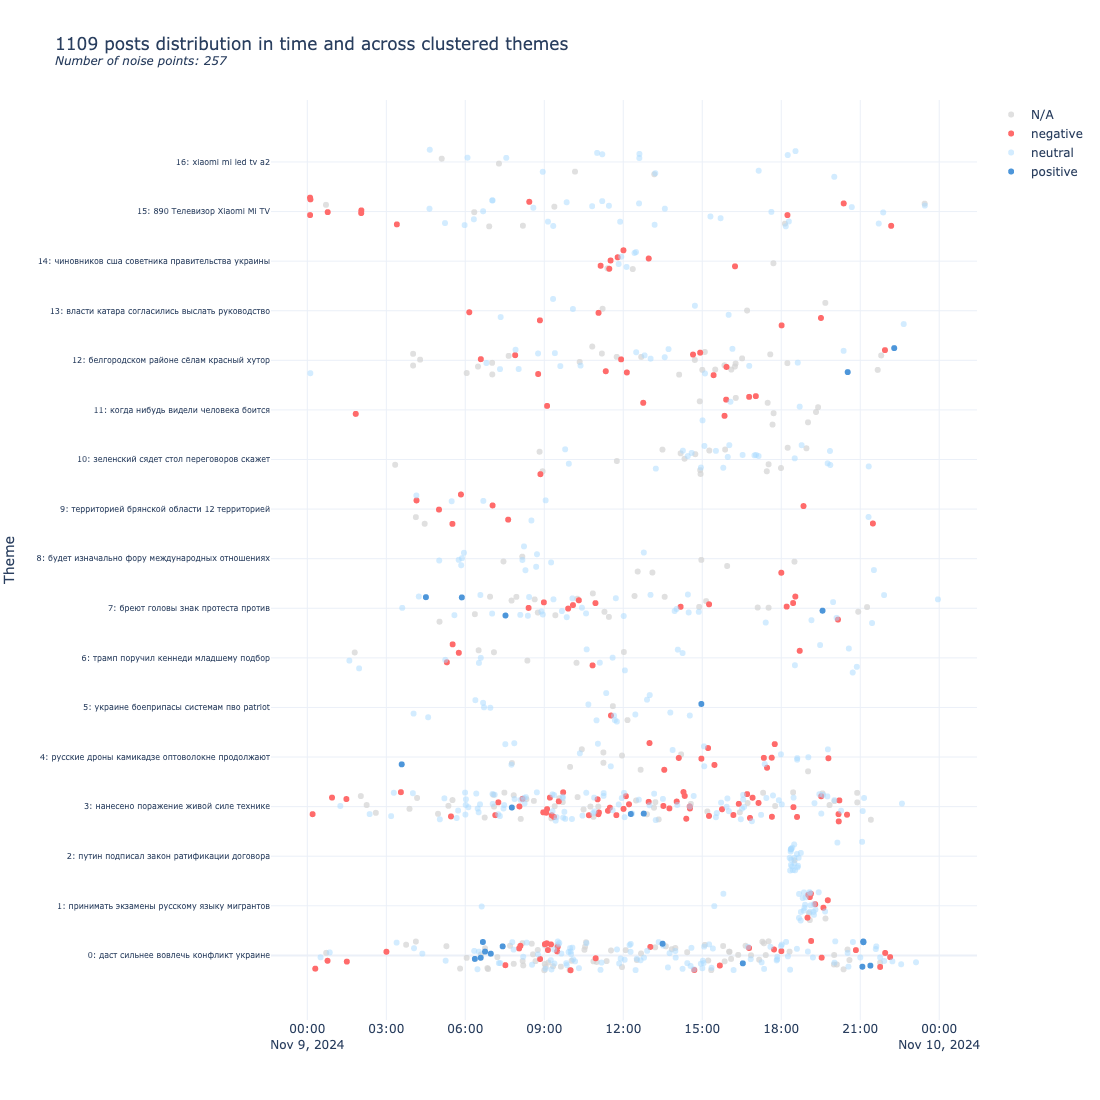 1109 posts distribution in time and across clustered themes
Number of noise points: 257
N/A
negative
neutral
positive
Theme
16: xiaomi mi led tv a2
15: 890 Телевизор Xiaomi Mi TV
14: чиновников сша советника правительства украины
13: власти катара согласились выслать руководство
12: белгородском районе сёлам красный хутор
11: когда нибудь видели человека боится
10: зеленский сядет стол переговоров скажет
9: территорией брянской области 12 территорией
8: будет изначально фору международных отношениях
7: бреют головы знак протеста против
6: трамп поручил кеннеди младшему подбор
5: украине боеприпасы системам пво patriot
4: русские дроны камикадзе оптоволокне продолжают
3: нанесено поражение живой силе технике
2: путин подписал закон ратификации договора
1: принимать экзамены русскому языку мигрантов
0: даст сильнее вовлечь конфликт украине
00:00 03:00 06:00 09:00 12:00 15:00 18:00 21:00 00:00
Nov 9, 2024 Nov 10, 2024